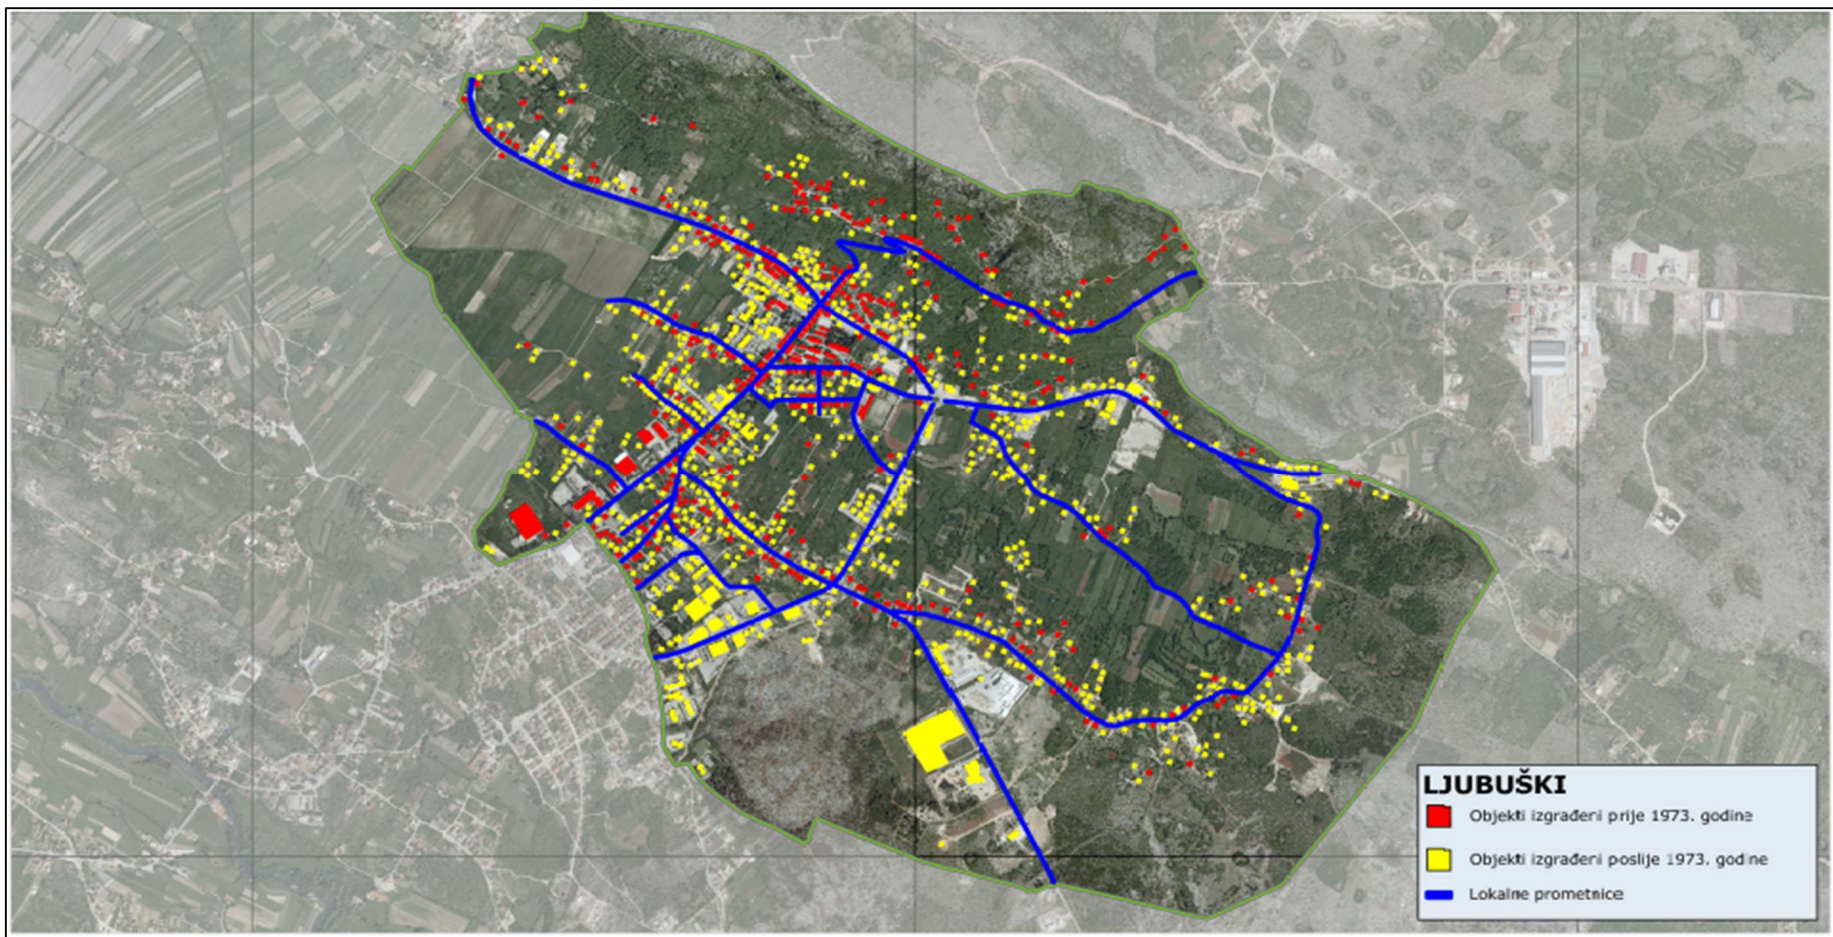 LJUBUŠKI
Objekti izgrađeni prije 1973. godine
Objekti izgrađeni poslije 1973. godine
Lokalne prometnice